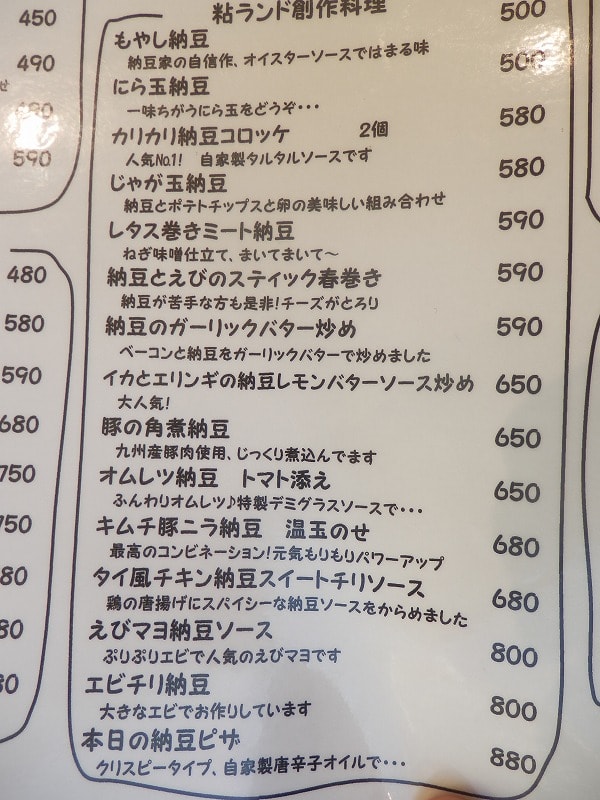 450
490
せ
590
480
580
590
680
750
750
80
80
粘ランド創作料理
もやし納豆 500
納豆家の自信作、オイスターソースではまる味
にら玉納豆 500
一味ちがうにら玉をどうぞ・・・
カリカリ納豆コロッケ 2個 580
人気No.1! 自家製タルタルソースです
じゃが玉納豆 580
納豆とポテトチップスと卵の美味しい組み合わせ
レタス巻きミート納豆 590
ねぎ味噌仕立て、まいてまいて〜
納豆とえびのスティック春巻き 590
納豆が苦手な方も是非!チーズがとろり
納豆のガーリックバター炒め 590
ベーコンと納豆をガーリックバターで炒めました
イカとエリンギの納豆レモンバターソース炒め 650
大人気!
豚の角煮納豆 650
九州産豚肉使用、じっくり煮込んでます
オムレツ納豆 トマト添え 650
ふんわりオムレツ♪特製デミグラスソースで・・・
キムチ豚ニラ納豆 温玉のせ 680
最高のコンビネーション!元気もりもりパワーアップ
タイ風チキン納豆スイートチリソース 680
鶏の唐揚げにスパイシーな納豆ソースをからめました
えびマヨ納豆ソース 800
ぷりぷりエビで人気のえびマヨです
エビチリ納豆 800
大きなエビでお作りしています
本日の納豆ピザ 880
クリスピータイプ、自家製唐辛子オイルで・・・